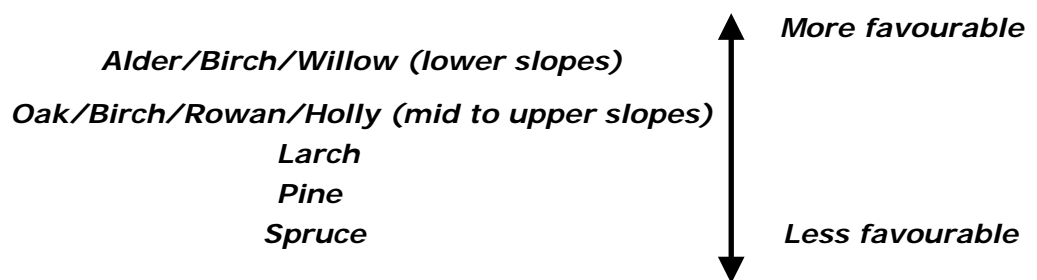 More favourable
Alder/Birch/Willow (lower slopes)
Oak/Birch/Rowan/Holly (mid to upper slopes)
Larch
Pine
Spruce
Less favourable